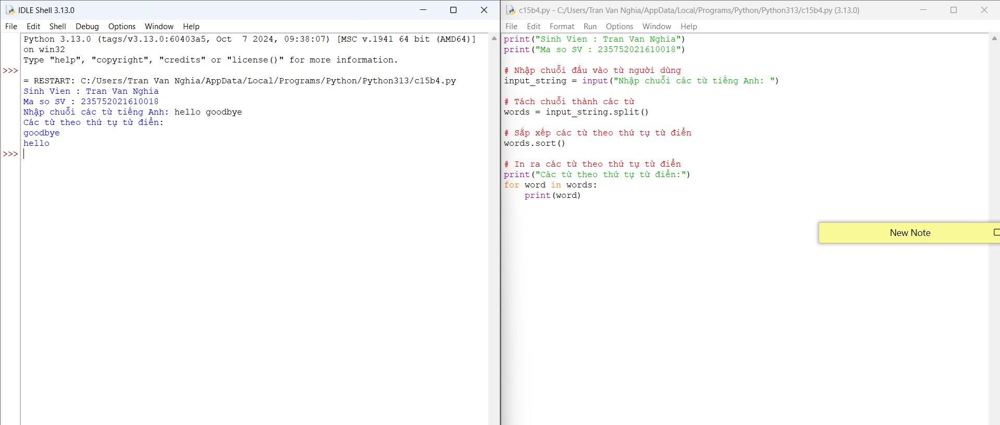 IDLE Shell 3.13.0
File Edit Shell Debug Options Window Help
Python 3.13.0 (tags/v3.13.0:60403a5, Oct  7 2024, 09:38:07) [MSC v.1941 64 bit (AMD64)]
on win32
Type "help", "copyright", "credits" or "license()" for more information.
>>>
= RESTART: C:/Users/Tran Van Nghia/AppData/Local/Programs/Python/Python313/c15b4.py
Sinh Vien : Tran Van Nghia
Ma so SV : 235752021610018
Nhập chuỗi các từ tiếng Anh: hello goodbye
Các từ theo thứ tự từ điển:
goodbye
hello
>>>
c15b4.py - C:/Users/Tran Van Nghia/AppData/Local/Programs/Python/Python313/c15b4.py (3.13.0)
File Edit Format Run Options Window Help
print("Sinh Vien : Tran Van Nghia")
print("Ma so SV : 235752021610018")
# Nhập chuỗi đầu vào từ người dùng
input_string = input("Nhập chuỗi các từ tiếng Anh: ")
# Tách chuỗi thành các từ
words = input_string.split()
# Sắp xếp các từ theo thứ tự từ điển
words.sort()
# In ra các từ theo thứ tự từ điển
print("Các từ theo thứ tự từ điển:")
for word in words:
    print(word)
New Note